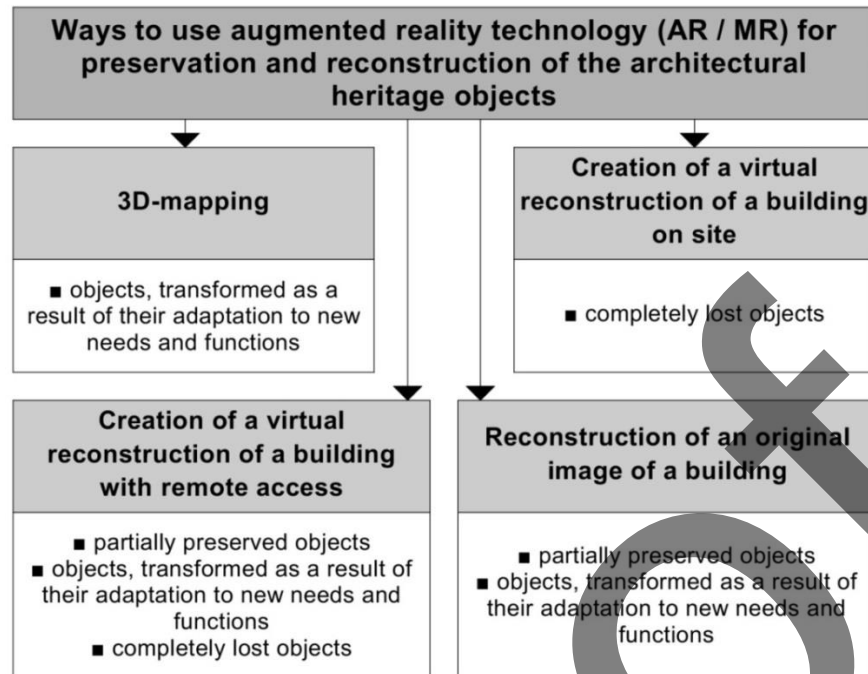 Ways to use augmented reality technology (AR / MR) for
preservation and reconstruction of the architectural
heritage objects
3D-mapping
■ objects, transformed as a
result of their adaptation to new
needs and functions
Creation of a virtual
reconstruction of a building
on site
■ completely lost objects
Creation of a virtual
reconstruction of a building
with remote access
■ partially preserved objects
■ objects, transformed as a result of
their adaptation to new needs and
functions
■ completely lost objects
Reconstruction of an original
image of a building
■ partially preserved objects
■ objects, transformed as a result of
their adaptation to new needs and
functions
of